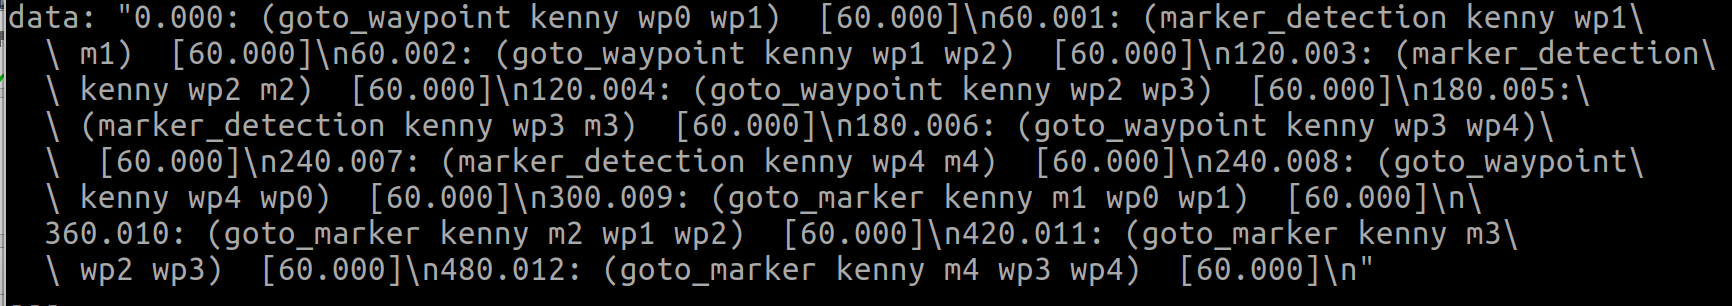 data: "0.000: (goto_waypoint kenny wp0 wp1)  [60.000]\n60.001: (marker_detection kenny wp1\
  \ m1)  [60.000]\n60.002: (goto_waypoint kenny wp1 wp2)  [60.000]\n120.003: (marker_detection\
  \ kenny wp2 m2)  [60.000]\n120.004: (goto_waypoint kenny wp2 wp3)  [60.000]\n180.005:\
  \ (marker_detection kenny wp3 m3)  [60.000]\n180.006: (goto_waypoint kenny wp3 wp4)\
  \  [60.000]\n240.007: (marker_detection kenny wp4 m4)  [60.000]\n240.008: (goto_waypoint\
  \ kenny wp4 wp0)  [60.000]\n300.009: (goto_marker kenny m1 wp0 wp1)  [60.000]\n\
  360.010: (goto_marker kenny m2 wp1 wp2)  [60.000]\n420.011: (goto_marker kenny m3\
  \ wp2 wp3)  [60.000]\n480.012: (goto_marker kenny m4 wp3 wp4)  [60.000]\n"
---